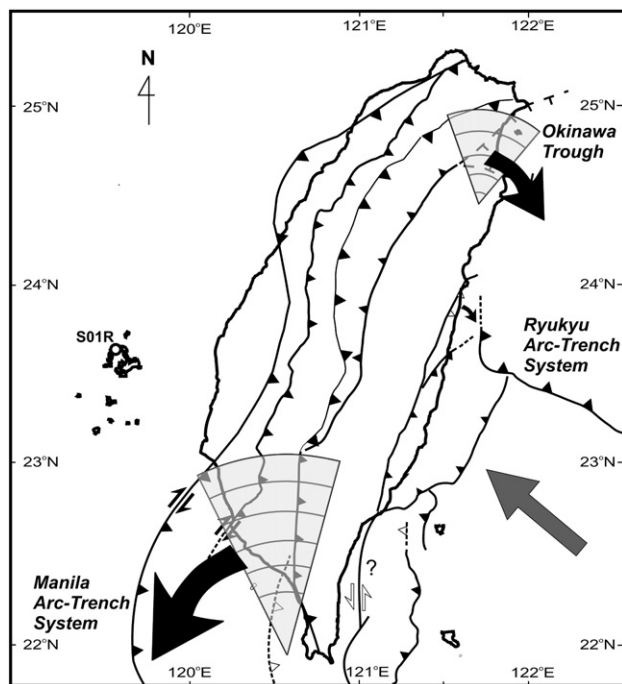 120°E 121°E 122°E
N
25°N 25°N
Okinawa
Trough
24°N 24°N
S01R
Ryukyu
Arc-Trench
System
23°N 23°N
?
Manila
Arc-Trench
System
22°N 22°N
120°E 121°E 122°E